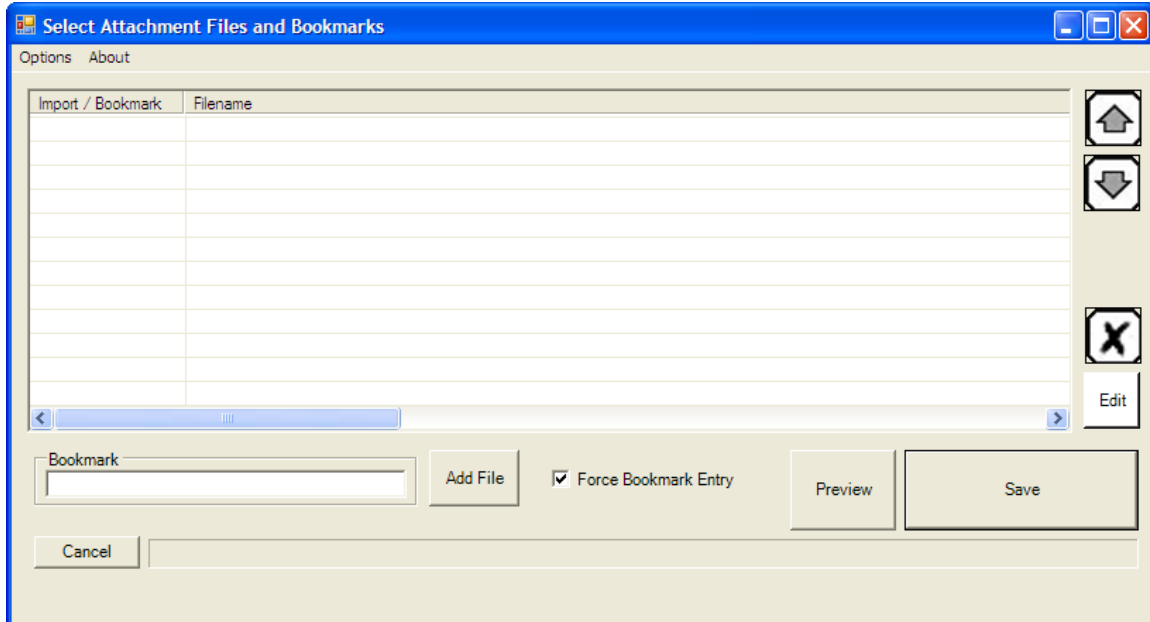 Select Attachment Files and Bookmarks
Options About
Import / Bookmark Filename
Edit
Bookmark
Add File
Force Bookmark Entry
Preview
Save
Cancel